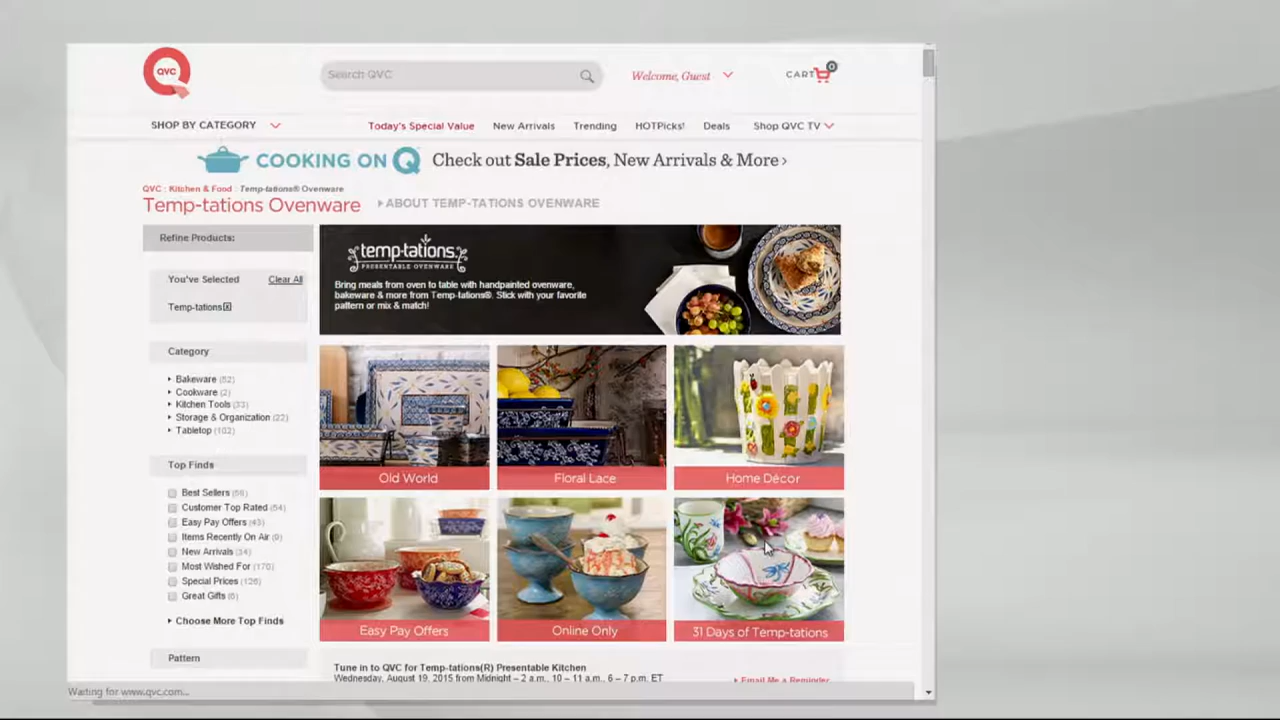 QVC
Search QVC
Welcome, Guest
CART 0
SHOP BY CATEGORY
Today's Special Value
New Arrivals
Trending
HOTPicks!
Deals
Shop QVC TV
COOKING ON Q Check out Sale Prices, New Arrivals & More ›
QVC : Kitchen & Food : Temp-tations® Ovenware
Temp-tations Ovenware
ABOUT TEMP-TATIONS OVENWARE
Refine Products:
You've Selected Clear All
Temp-tations [x]
Category
Bakeware (52)
Cookware (2)
Kitchen Tools (33)
Storage & Organization (22)
Tabletop (102)
Top Finds
Best Sellers (56)
Customer Top Rated (54)
Easy Pay Offers (43)
Items Recently On Air (9)
New Arrivals (34)
Most Wished For (170)
Special Prices (126)
Great Gifts (6)
Choose More Top Finds
Pattern
temp-tations.
PRESENTABLE OVENWARE
Bring meals from oven to table with handpainted ovenware,
bakeware & more from Temp-tations®. Stick with your favorite
pattern or mix & match!
Old World
Floral Lace
Home Décor
Easy Pay Offers
Online Only
31 Days of Temp-tations
Tune in to QVC for Temp-tations(R) Presentable Kitchen
Wednesday, August 19, 2015 from Midnight – 2 a.m., 10 – 11 a.m., 6 – 7 p.m. ET
Email Me a Reminder
Waiting for www.qvc.com...